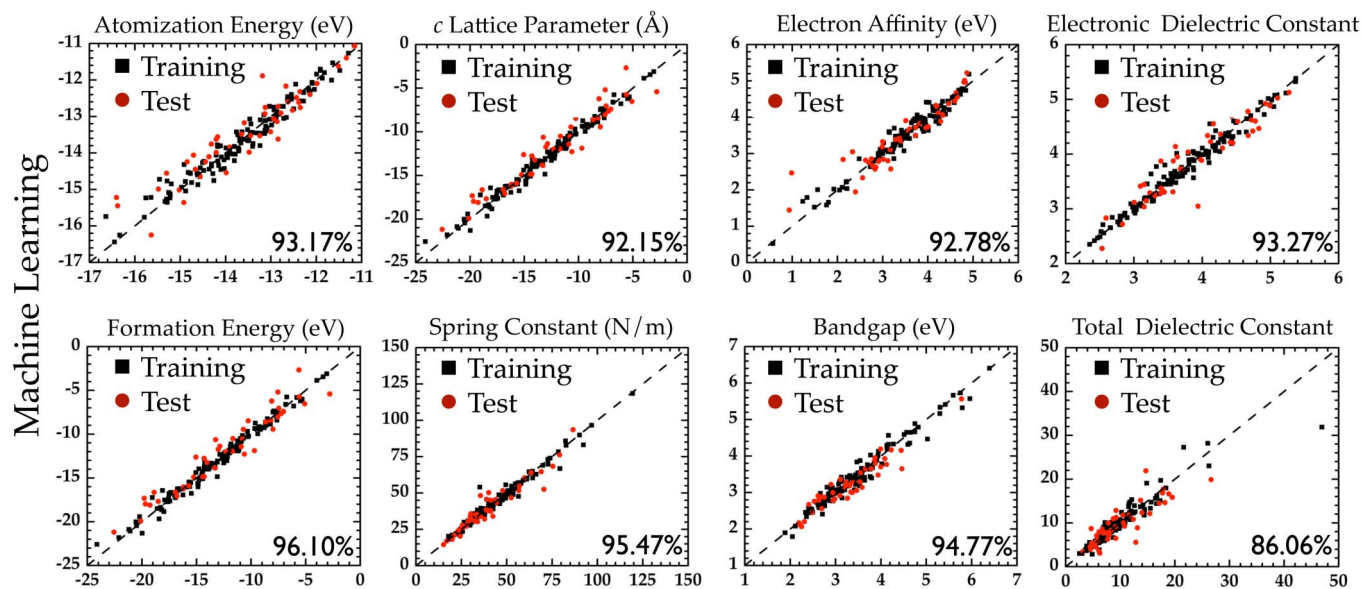 Machine Learning
Atomization Energy (eV)
-11
-12
-13
-14
-15
-16
-17
Training
Test
93.17%
-17 -16 -15 -14 -13 -12 -11
c Lattice Parameter (Å)
0
-5
-10
-15
-20
-25
Training
Test
92.15%
-25 -20 -15 -10 -5 0
Electron Affinity (eV)
6
5
4
3
2
1
0
Training
Test
92.78%
0 1 2 3 4 5 6
Electronic Dielectric Constant
6
5
4
3
2
Training
Test
93.27%
2 3 4 5 6
Formation Energy (eV)
0
-5
-10
-15
-20
-25
Training
Test
96.10%
-25 -20 -15 -10 -5 0
Spring Constant (N/m)
150
125
100
75
50
25
0
Training
Test
95.47%
0 25 50 75 100 125 150
Bandgap (eV)
7
6
5
4
3
2
1
Training
Test
94.77%
1 2 3 4 5 6 7
Total Dielectric Constant
50
40
30
20
10
0
Training
Test
86.06%
0 10 20 30 40 50